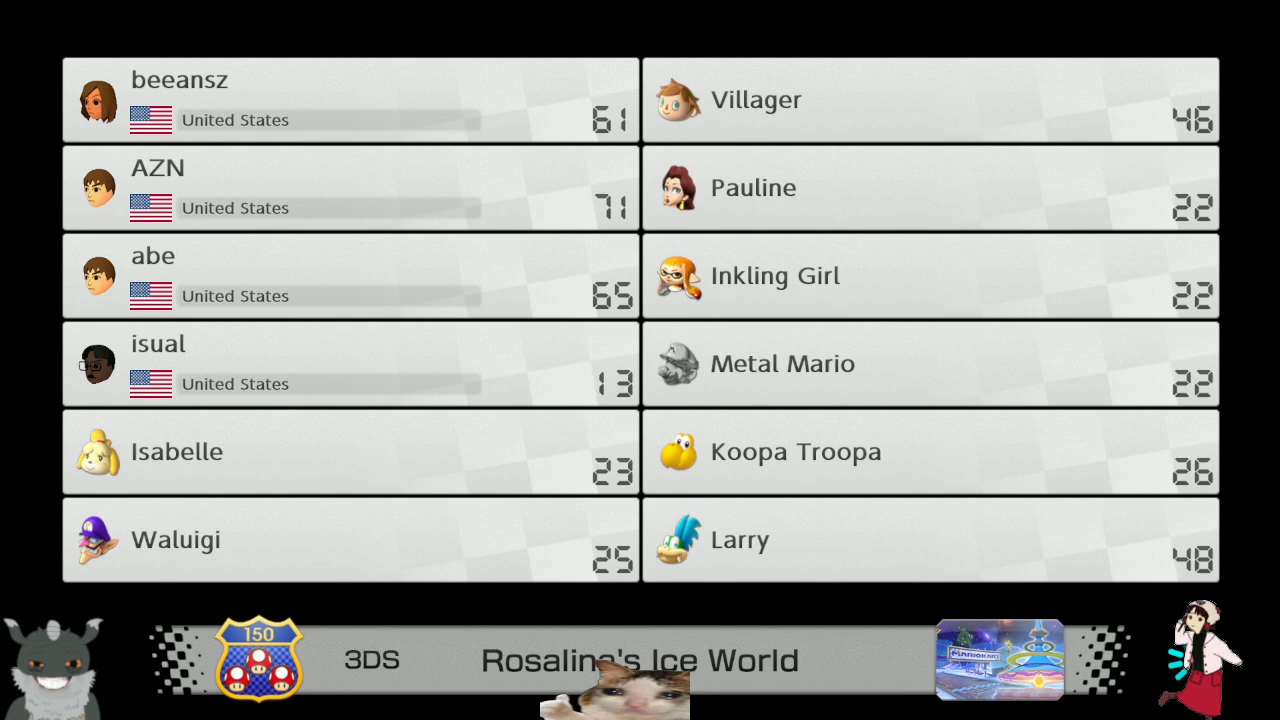 beeansz
United States
61
AZN
United States
71
abe
United States
65
isual
United States
13
Isabelle
23
Waluigi
25
Villager
46
Pauline
22
Inkling Girl
22
Metal Mario
22
Koopa Troopa
26
Larry
48
150
3DS
Rosalina's Ice World
MARIOKART